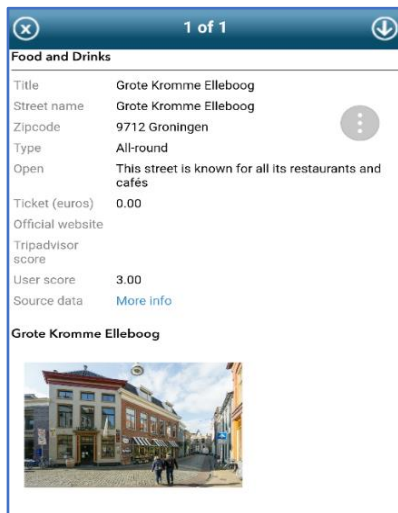 1 of 1
Food and Drinks
Title Grote Kromme Elleboog
Street name Grote Kromme Elleboog
Zipcode 9712 Groningen
Type All-round
Open This street is known for all its restaurants and
cafés
Ticket (euros) 0.00
Official website
Tripadvisor
score
User score 3.00
Source data More info
Grote Kromme Elleboog